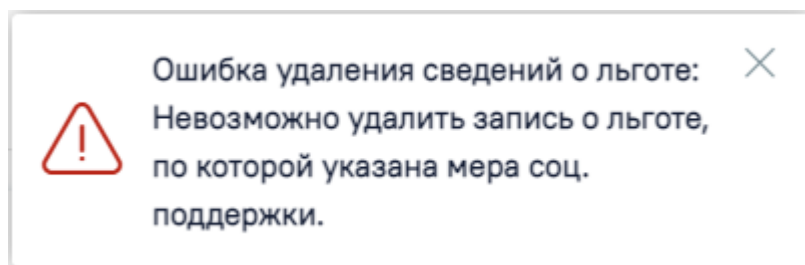 Ошибка удаления сведений о льготе:
Невозможно удалить запись о льготе,
по которой указана мера соц.
поддержки.